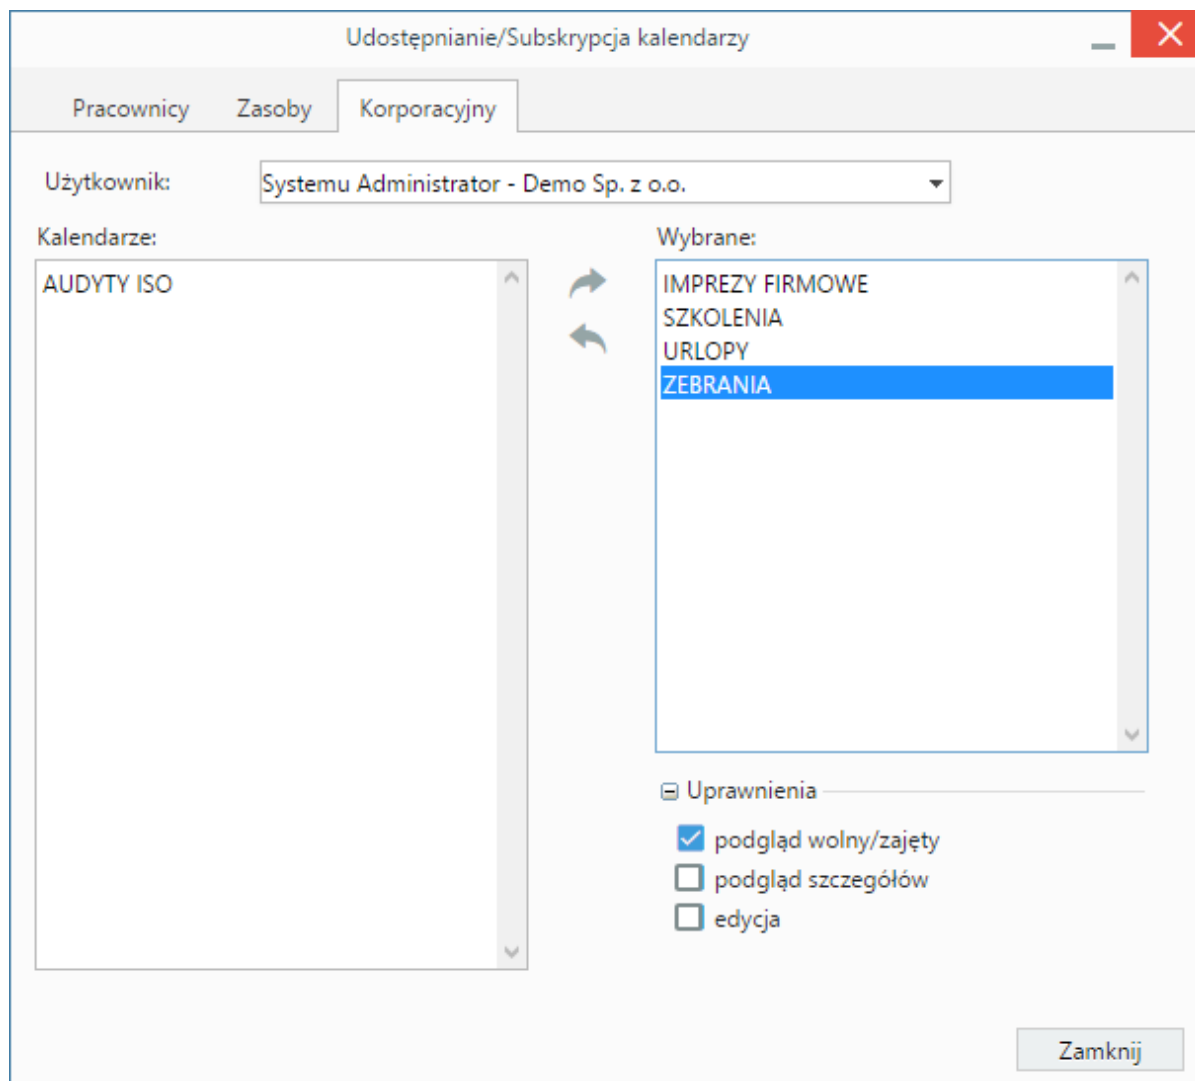 Udostępnianie/Subskrypcja kalendarzy
Pracownicy Zasoby Korporacyjny
Użytkownik: Systemu Administrator - Demo Sp. z o.o.
Kalendarze: Wybrane:
AUDYTY ISO
IMPREZY FIRMOWE
SZKOLENIA
URLOPY
ZEBRANIA
Uprawnienia
podgląd wolny/zajęty
podgląd szczegółów
edycja
Zamknij